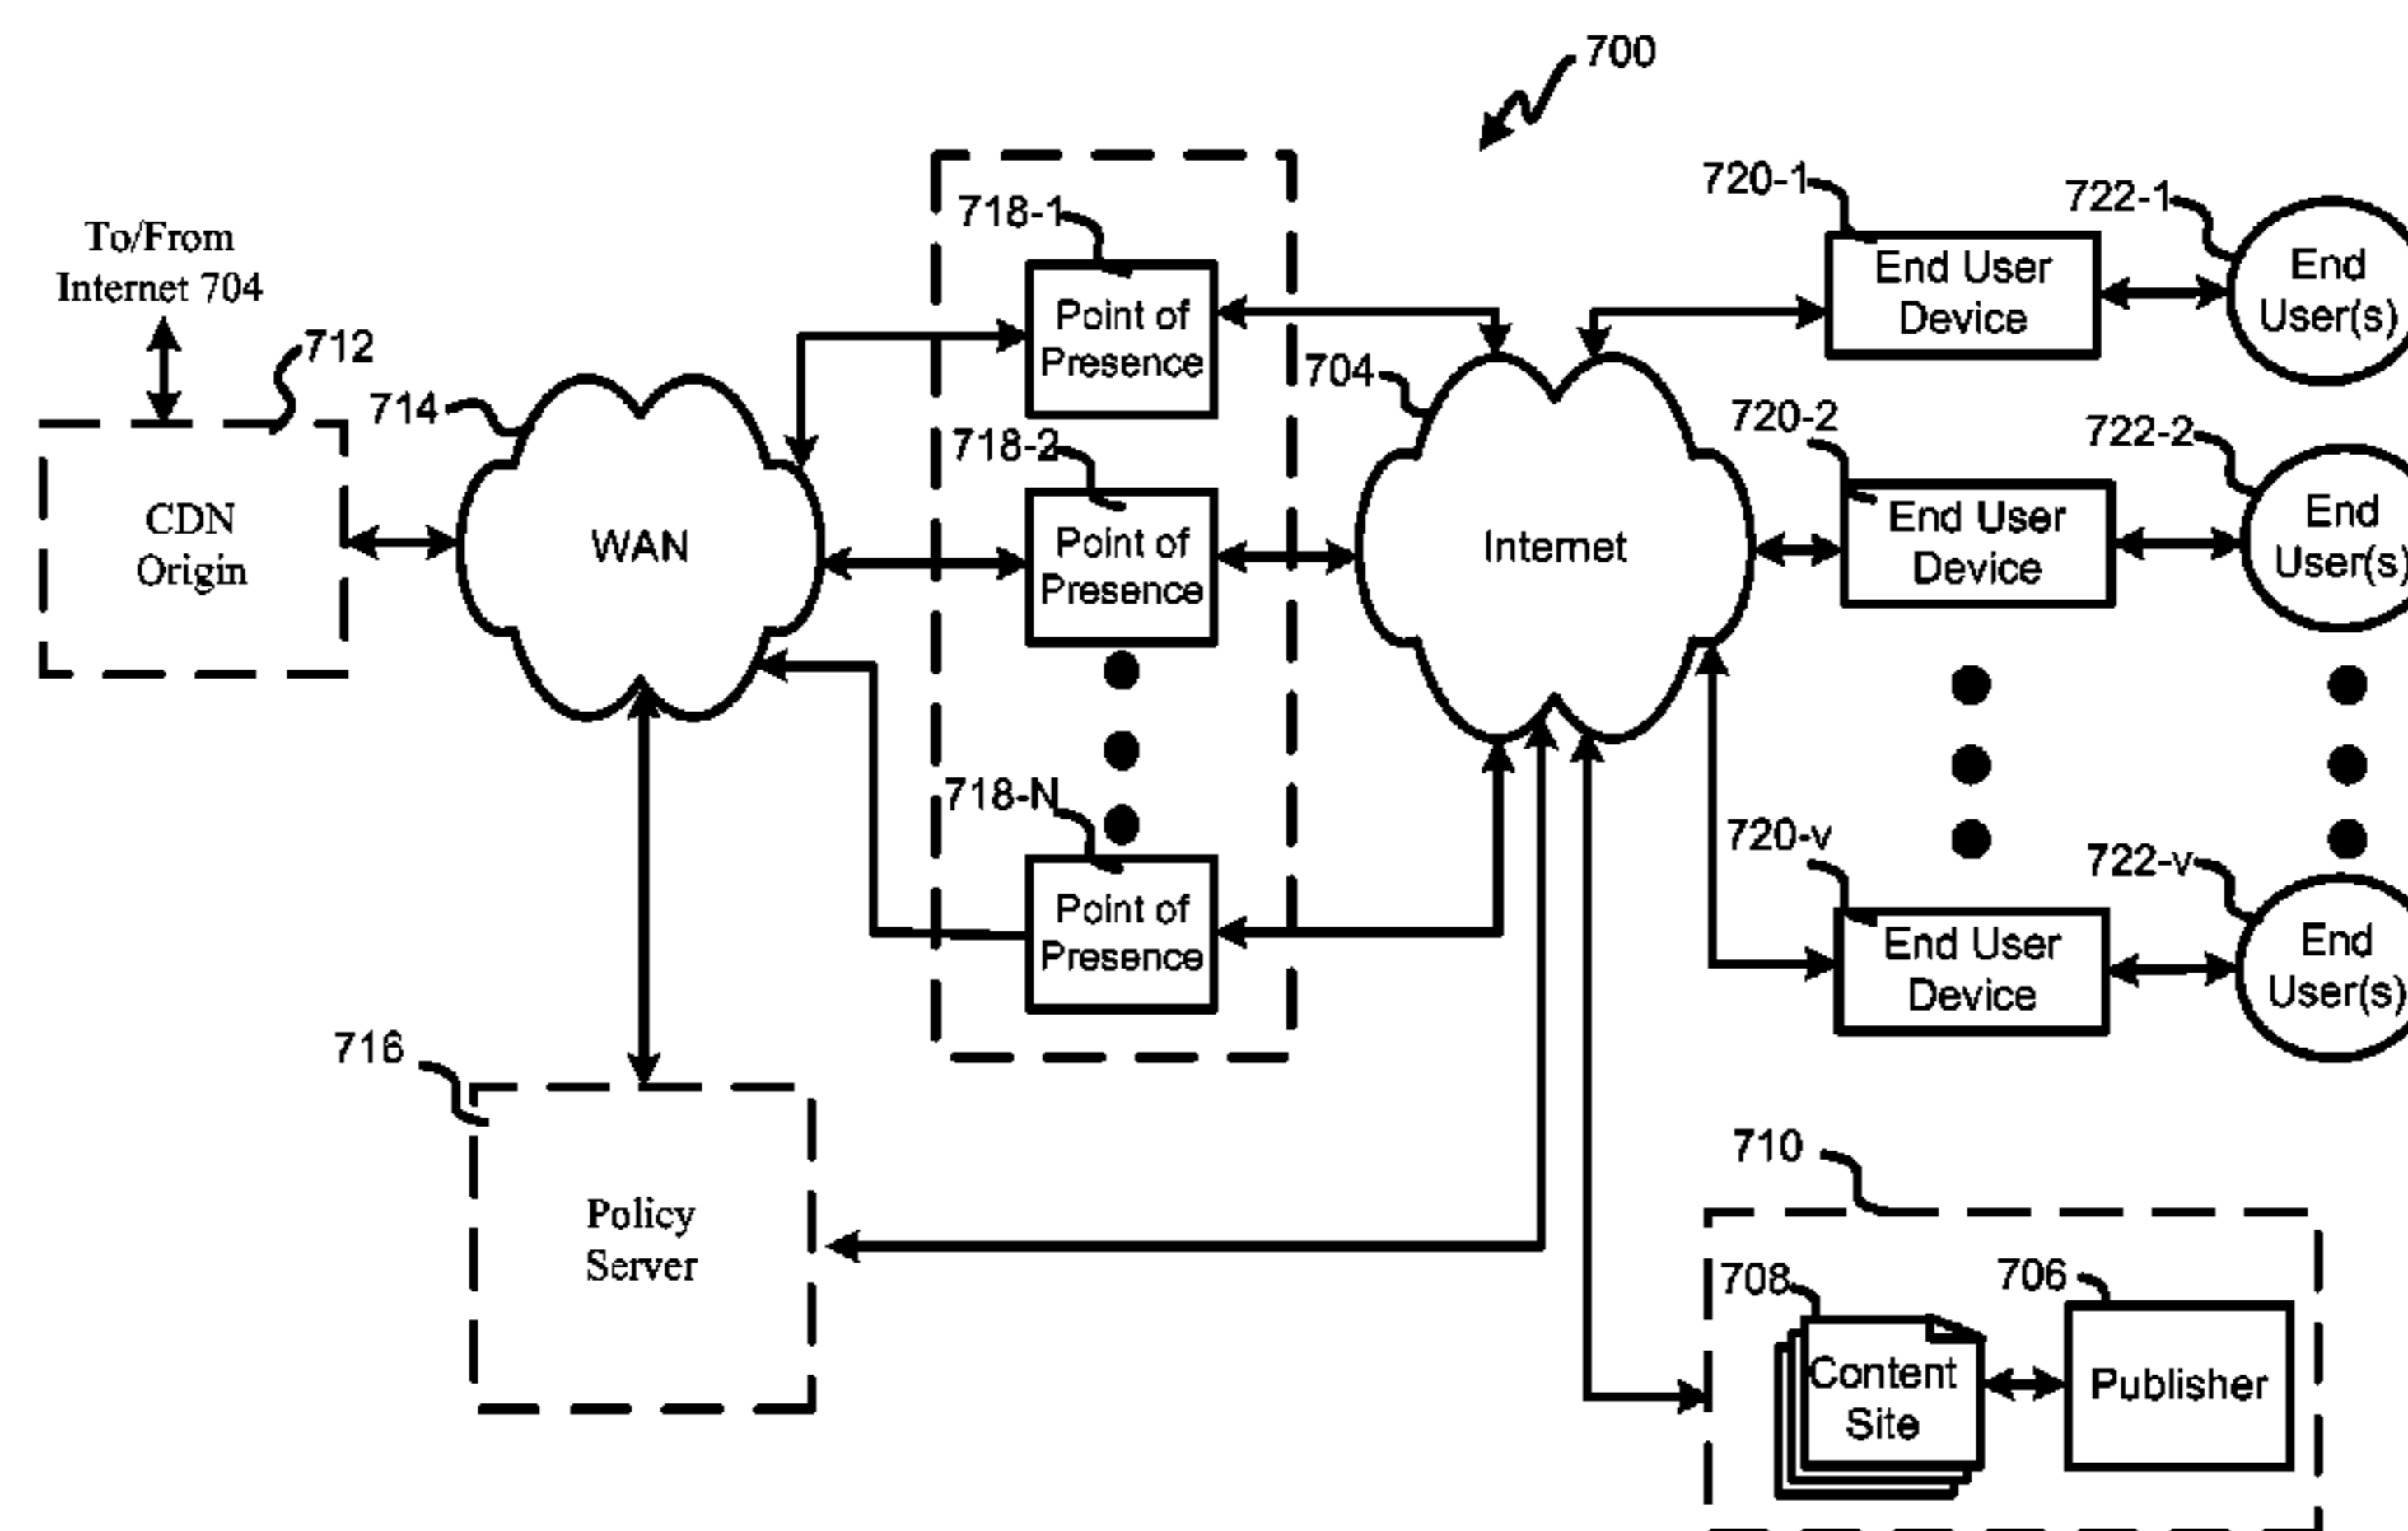 700
To/From
Internet 704
712
CDN
Origin
714
WAN
718-1
Point of
Presence
718-2
Point of
Presence
718-N
Point of
Presence
704
Internet
720-1
End User
Device
722-1
End
User(s)
720-2
End User
Device
722-2
End
User(s)
720-v
End User
Device
722-v
End
User(s)
716
Policy
Server
710
708
Content
Site
706
Publisher